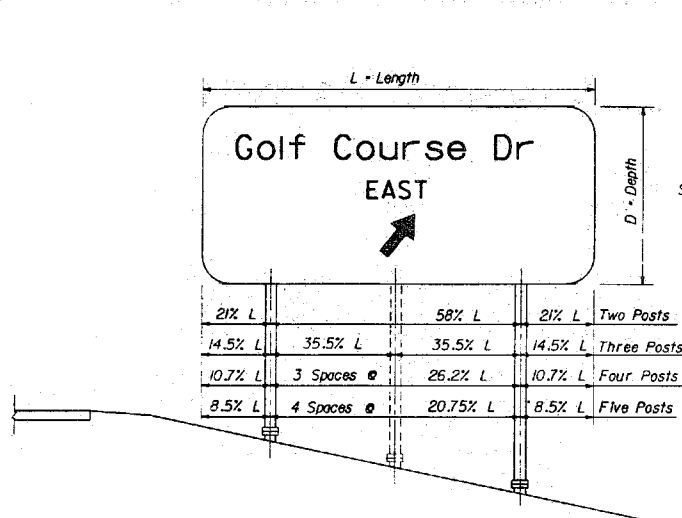 L - Length
Golf Course Dr
EAST
D - Depth
21% L 58% L 21% L Two Posts
14.5% L 35.5% L 35.5% L 14.5% L Three Posts
10.7% L 3 Spaces @ 26.2% L 10.7% L Four Posts
8.5% L 4 Spaces @ 20.75% L 8.5% L Five Posts